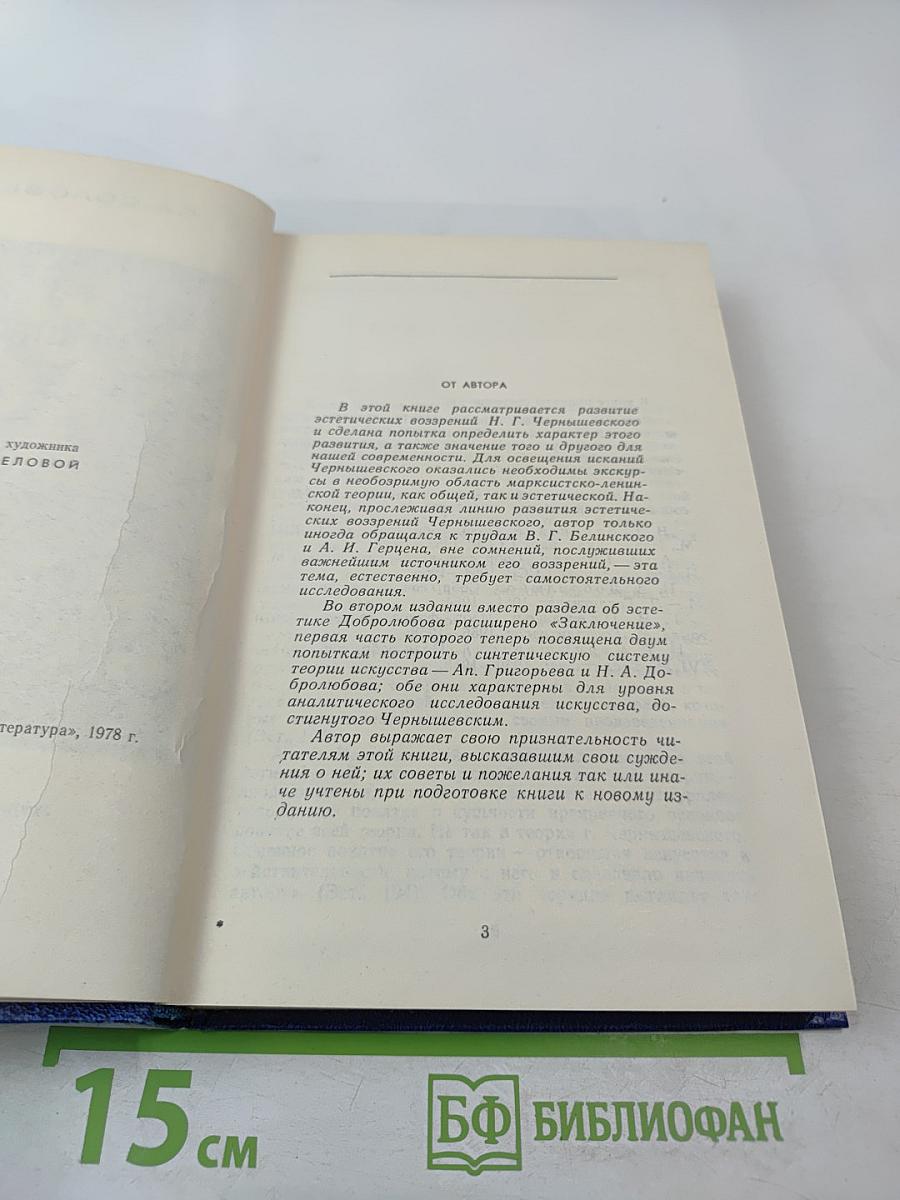 художника
ЕЛОВОЙ
тература», 1978 г.
ОТ АВТОРА
В этой книге рассматривается развитие
эстетических воззрений Н. Г. Чернышевского
и сделана попытка определить характер этого
развития, а также значение того и другого для
нашей современности. Для освещения исканий
Чернышевского оказались необходимы экскур-
сы в необозримую область марксистско-ленин-
ской теории, как общей, так и эстетической. На-
конец, прослеживая линию развития эстетиче-
ских воззрений Чернышевского, автор только
иногда обращался к трудам В. Г. Белинского
и А. И. Герцена, вне сомнений, послуживших
важнейшим источником его воззрений, — эта
тема, естественно, требует самостоятельного
исследования.
Во втором издании вместо раздела об эсте-
тике Добролюбова расширено «Заключение»,
первая часть которого теперь посвящена двум
попыткам построить синтетическую систему
теории искусства — Ап. Григорьева и Н. А. До-
бролюбова; обе они характерны для уровня
аналитического исследования искусства, до-
стигнутого Чернышевским.
Автор выражает свою признательность чи-
тателям этой книги, высказавшим свои сужде-
ния о ней; их советы и пожелания так или ина-
че учтены при подготовке книги к новому из-
данию.
*
3
15 см
БФ БИБЛИОФАН